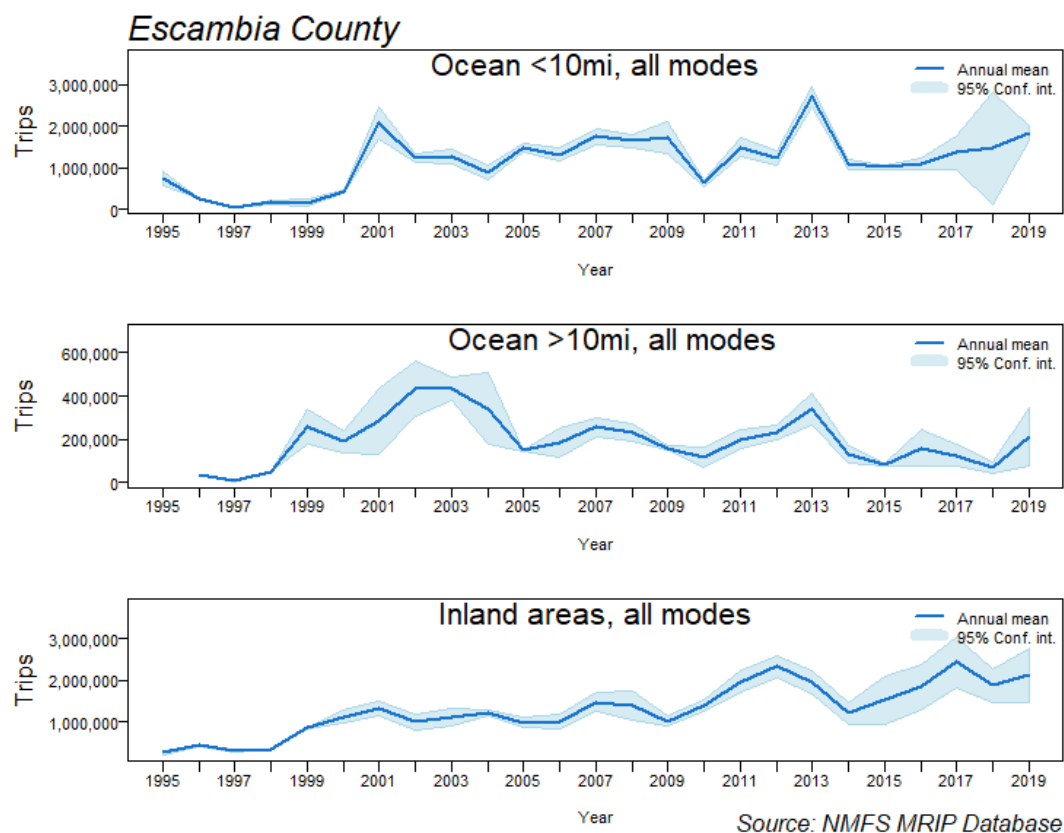 Escambia County
Ocean <10mi, all modes
Annual mean
95% Conf. int.
Trips
3,000,000
2,000,000
1,000,000
0
1995 1997 1999 2001 2003 2005 2007 2009 2011 2013 2015 2017 2019
Year
Ocean >10mi, all modes
Annual mean
95% Conf. int.
Trips
600,000
400,000
200,000
0
1995 1997 1999 2001 2003 2005 2007 2009 2011 2013 2015 2017 2019
Year
Inland areas, all modes
Annual mean
95% Conf. int.
Trips
3,000,000
2,000,000
1,000,000
1995 1997 1999 2001 2003 2005 2007 2009 2011 2013 2015 2017 2019
Year
Source: NMFS MRIP Database